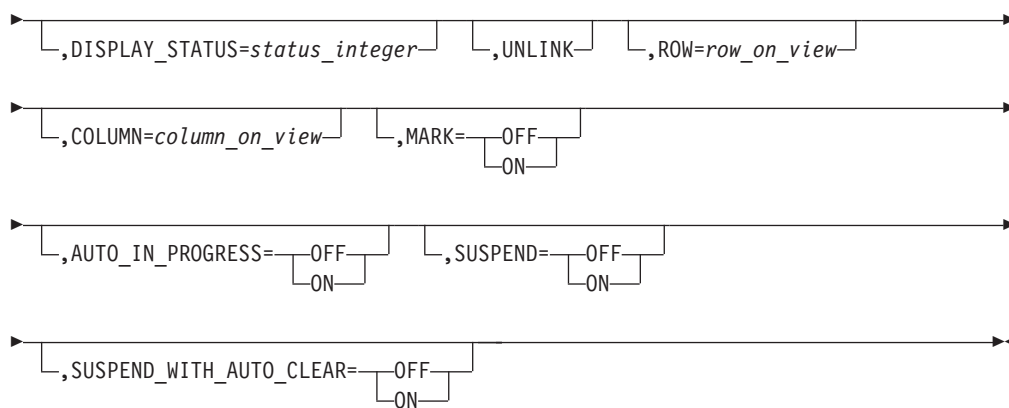 ,DISPLAY_STATUS=status_integer ,UNLINK ,ROW=row_on_view
,COLUMN=column_on_view ,MARK= OFF
ON
,AUTO_IN_PROGRESS= OFF ,SUSPEND= OFF
ON ON
,SUSPEND_WITH_AUTO_CLEAR= OFF
ON